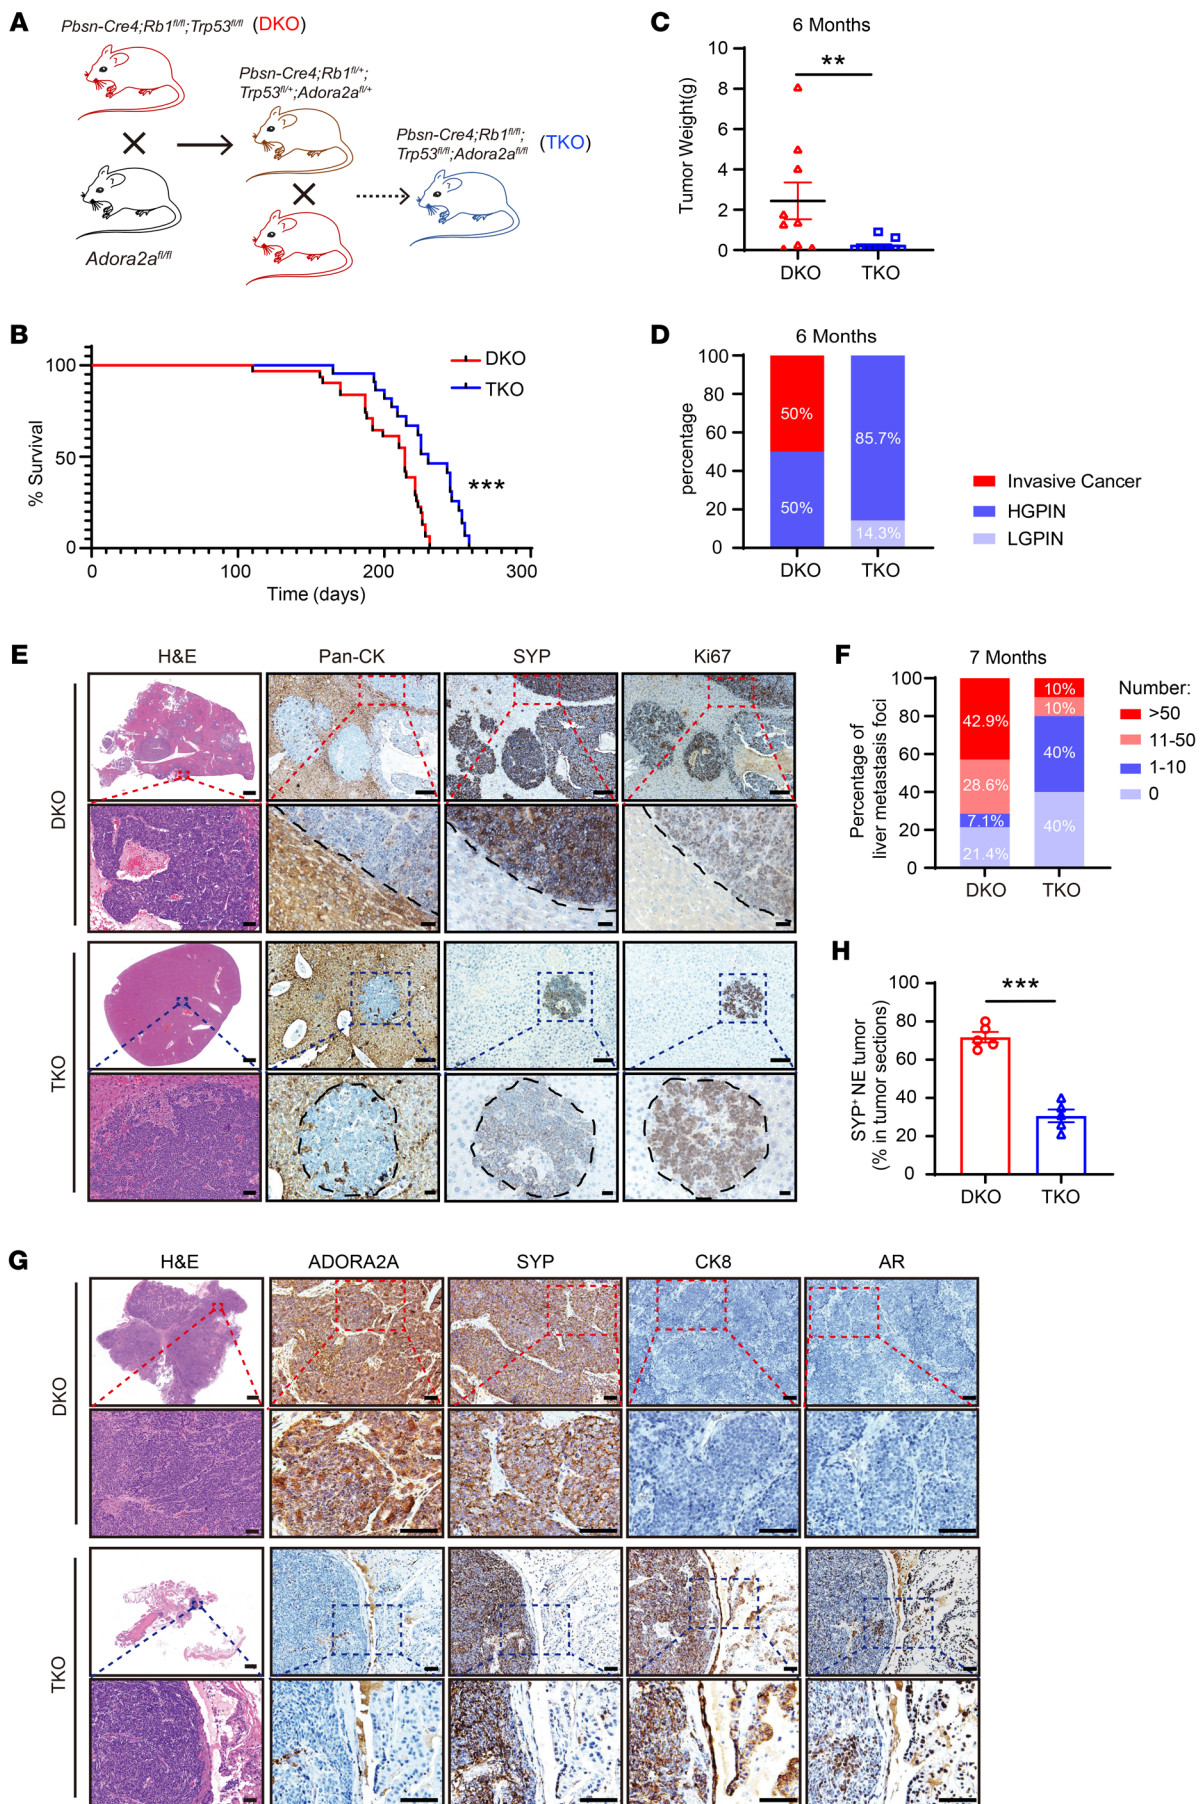 A
Pbsn-Cre4;Rb1fl/fl;Trp53fl/fl (DKO)
Pbsn-Cre4;Rb1fl/+;
Trp53fl/+;Adora2afl/+
Pbsn-Cre4;Rb1fl/fl;
Trp53fl/fl;Adora2afl/fl (TKO)
Adora2afl/fl
B
% Survival
100
50
0
0
100
200
300
Time (days)
DKO
TKO
***
C
6 Months
Tumor Weight(g)
10
8
6
4
2
0
**
DKO
TKO
D
6 Months
percentage
100
80
60
40
20
0
50%
50%
85.7%
14.3%
DKO
TKO
Invasive Cancer
HGPIN
LGPIN
E
H&E
Pan-CK
SYP
Ki67
DKO
TKO
F
7 Months
Percentage of
liver metastasis foci
100
80
60
40
20
0
42.9%
28.6%
7.1%
21.4%
10%
10%
40%
40%
DKO
TKO
Number:
>50
11-50
1-10
0
H
SYP+ NE tumor
(% in tumor sections)
100
80
60
40
20
0
***
DKO
TKO
G
H&E
ADORA2A
SYP
CK8
AR
DKO
TKO